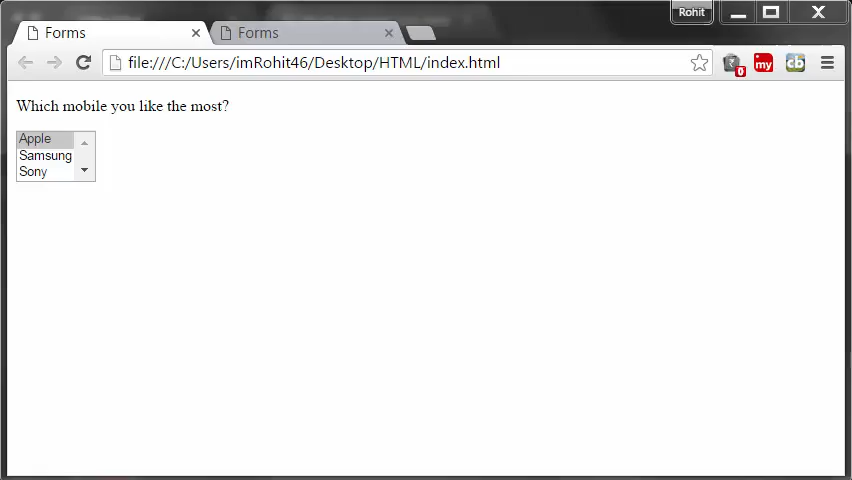 Rohit
Forms
Forms
file:///C:/Users/imRohit46/Desktop/HTML/index.html
0
my
cb
Which mobile you like the most?
Apple
Samsung
Sony